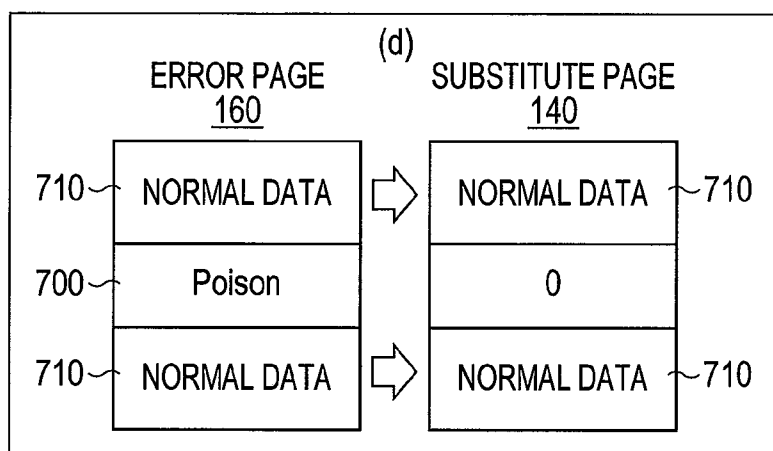 (d)
ERROR PAGE SUBSTITUTE PAGE
160 140
710 NORMAL DATA NORMAL DATA 710
700 Poison 0
710 NORMAL DATA NORMAL DATA 710